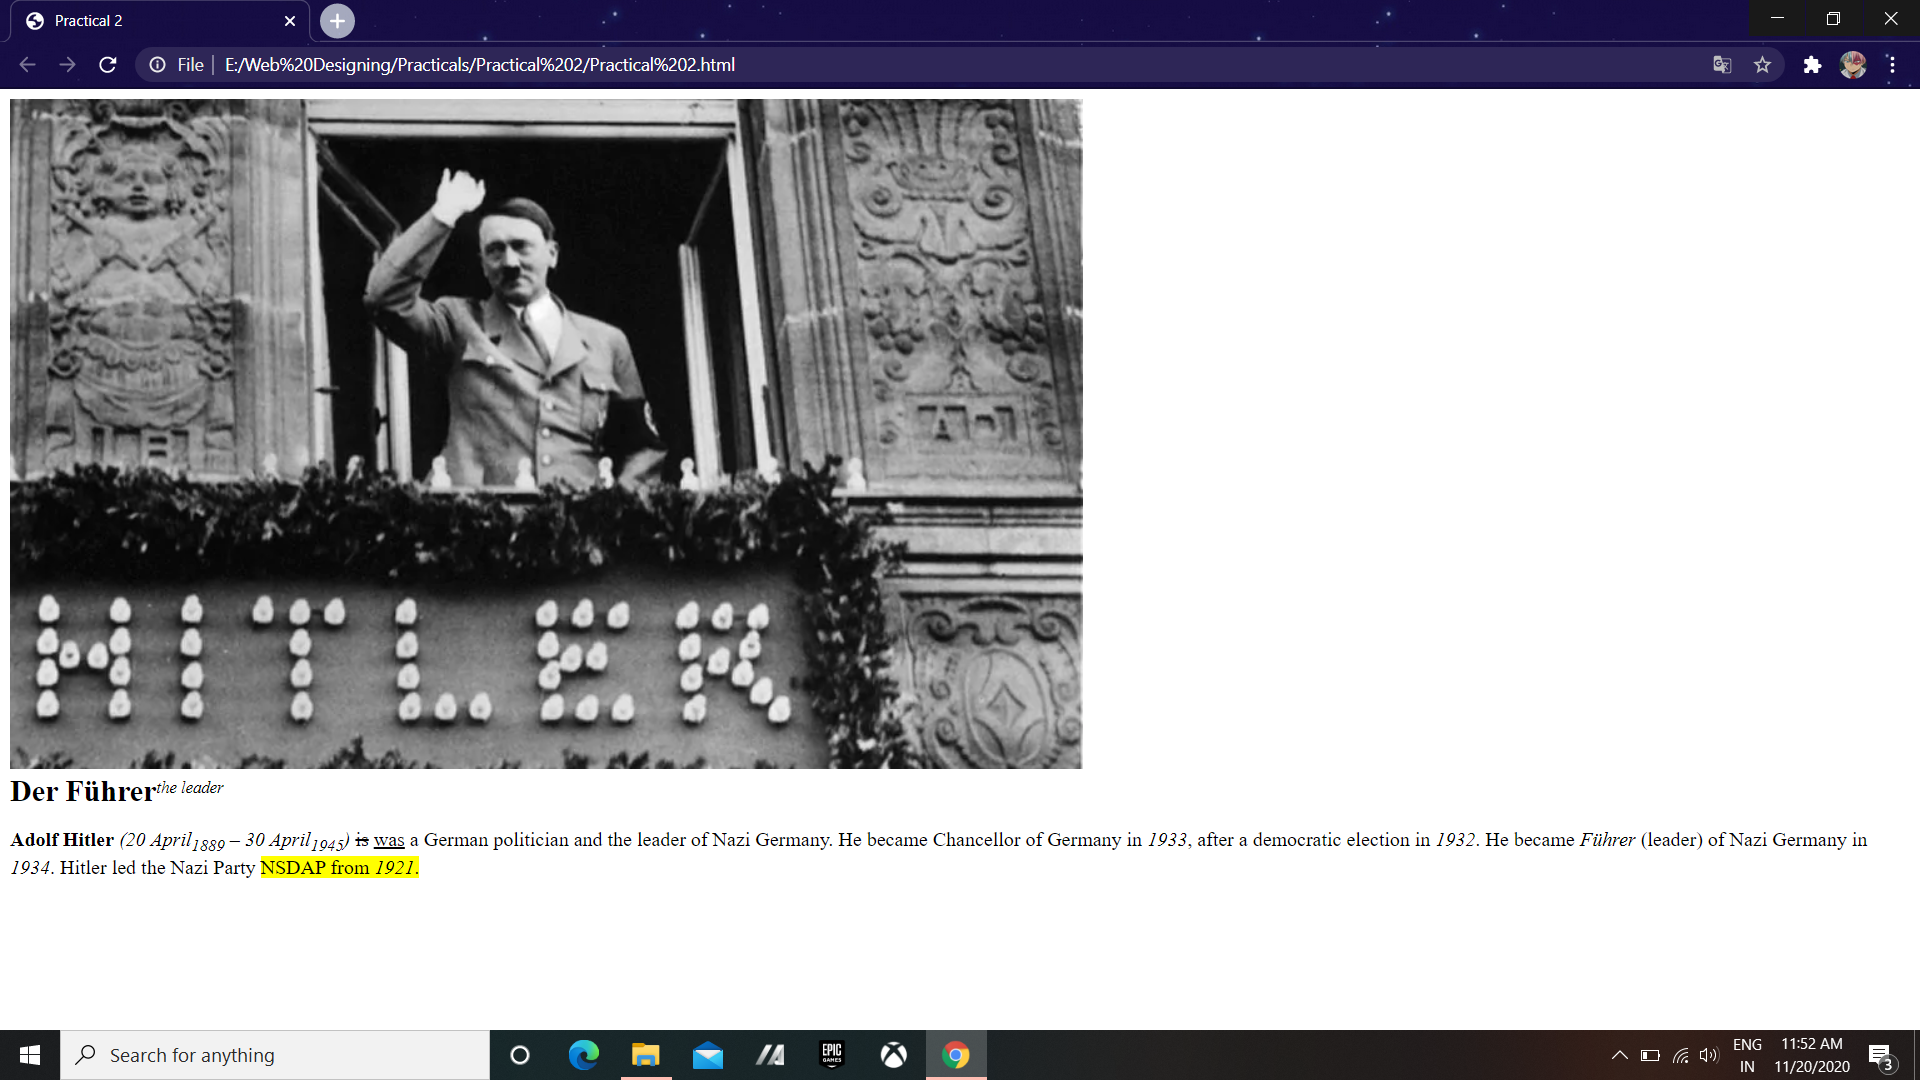 Practical 2
File
E:/Web%20Designing/Practicals/Practical%202/Practical%202.html
HITLER
Der Führer the leader
Adolf Hitler (20 April 1889 – 30 April 1945) is was a German politician and the leader of Nazi Germany. He became Chancellor of Germany in 1933, after a democratic election in 1932. He became Führer (leader) of Nazi Germany in
1934. Hitler led the Nazi Party NSDAP from 1921.
Search for anything
EPIC
GAMES
ENG
IN
11:52 AM
11/20/2020
3